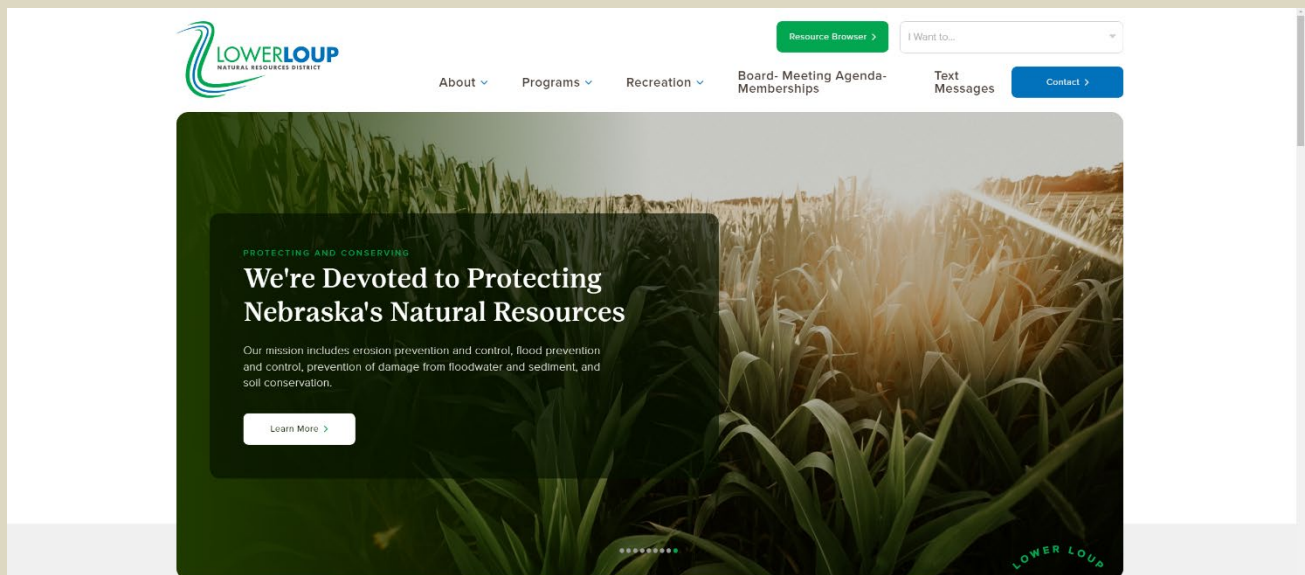 LOWERLOUP
NATURAL RESOURCES DISTRICT
Resource Browser
I Want to...
About
Programs
Recreation
Board- Meeting Agenda-
Memberships
Text
Messages
Contact
PROTECTING AND CONSERVING
We're Devoted to Protecting
Nebraska's Natural Resources
Our mission includes erosion prevention and control, flood prevention
and control, prevention of damage from floodwater and sediment, and
soil conservation.
Learn More
LOWER LOUP